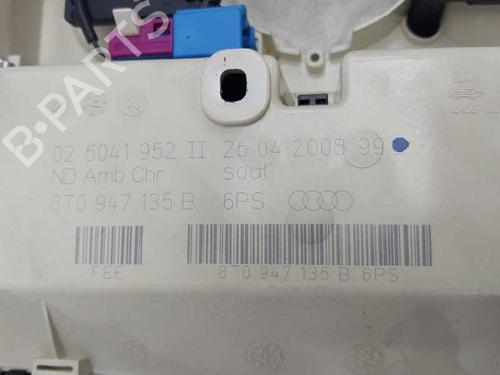 B-PARTS
02 5041 952 II 26.04.2008 99
ND Amb Chr soul
8T0 947 135 B 6PS
FEE
8T0 947 135 B 6PS